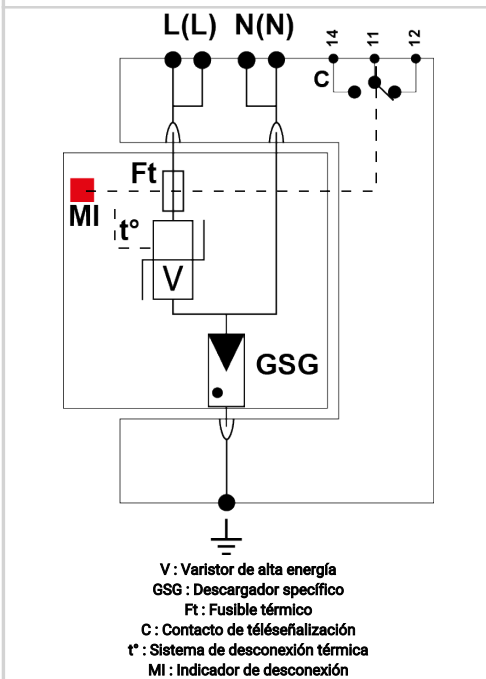 L(L) N(N) 14 11 12
C
Ft
MI
t°
V
GSG
V : Varistor de alta energía
GSG : Descargador específico
Ft : Fusible térmico
C : Contacto de téléseñalización
t° : Sistema de desconexión térmica
MI : Indicador de desconexión